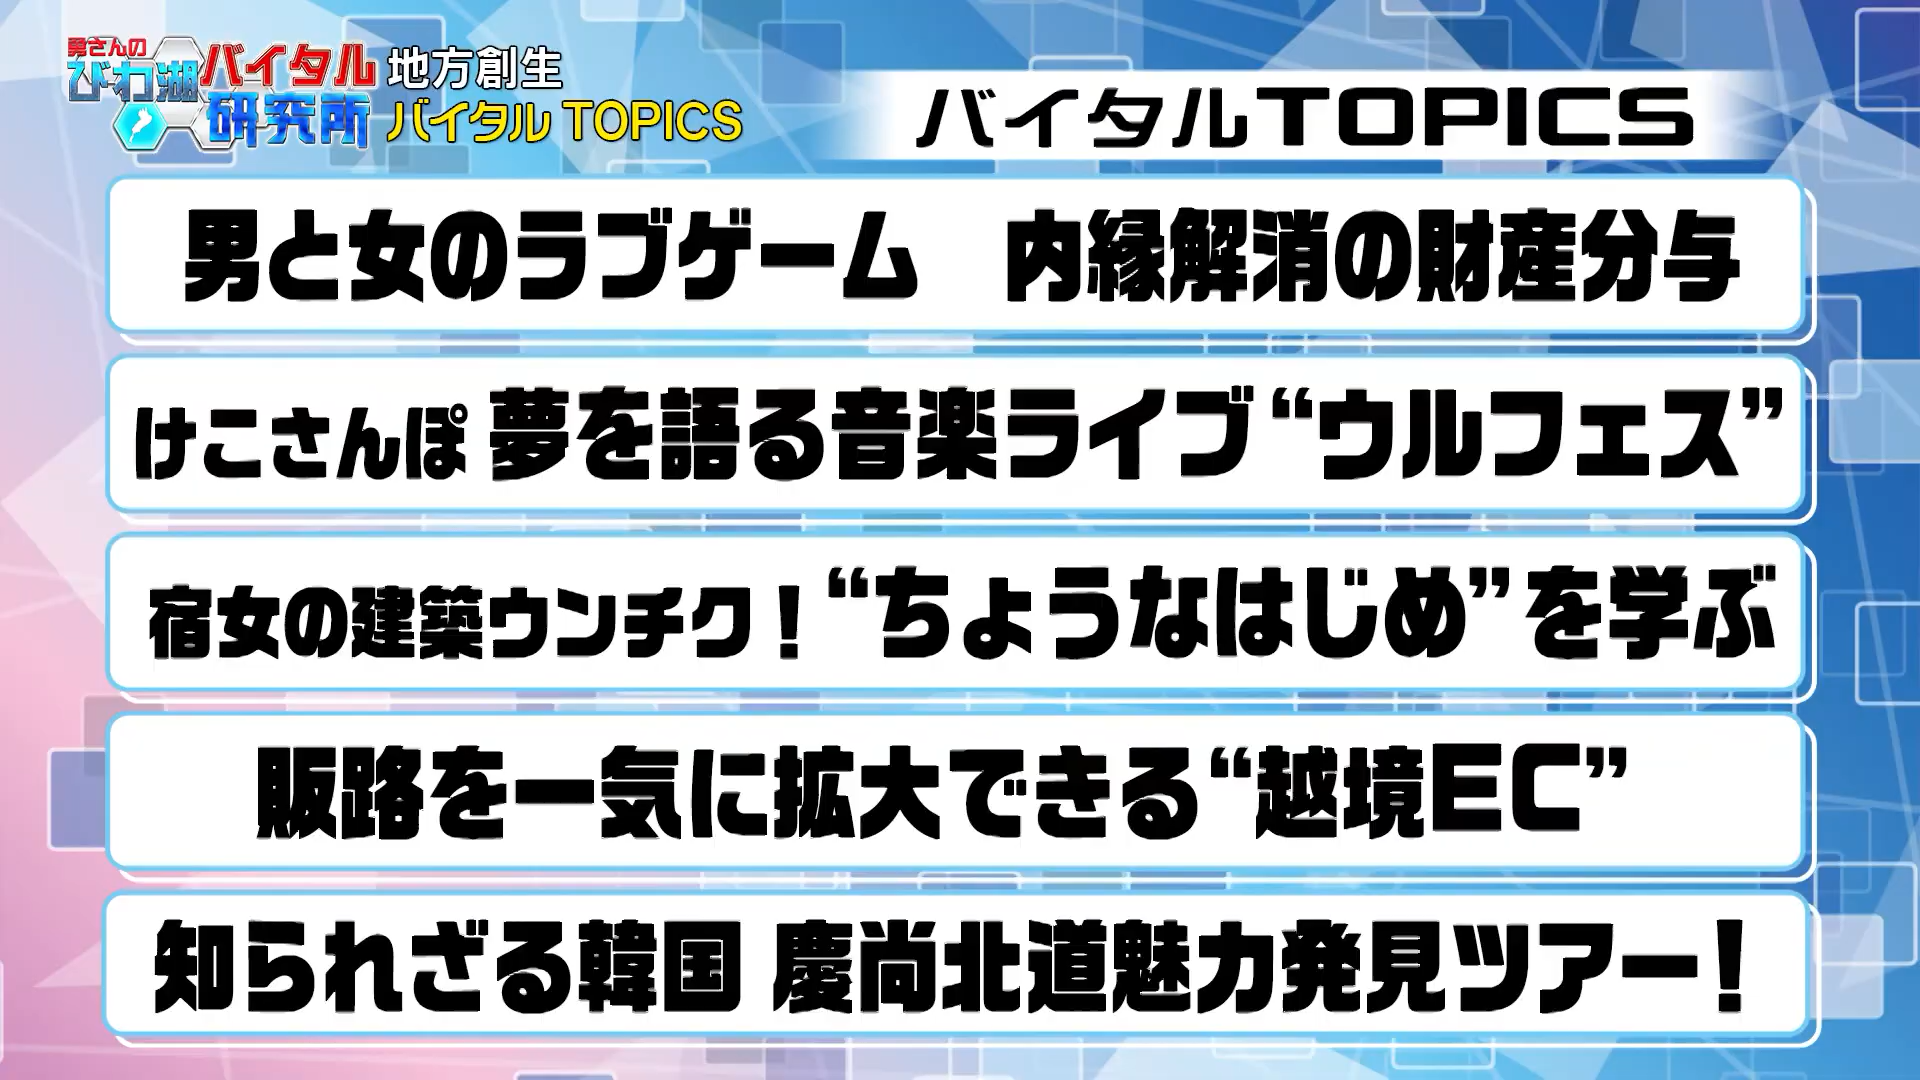 勇さんの
びわ湖バイタル
研究所
地方創生
バイタルTOPICS
バイタルTOPICS
男と女のラブゲーム　内縁解消の財産分与
けこさんぽ 夢を語る音楽ライブ“ウルフェス”
宿女の建築ウンチク！“ちょうなはじめ”を学ぶ
販路を一気に拡大できる“越境EC”
知られざる韓国 慶尚北道魅力発見ツアー！